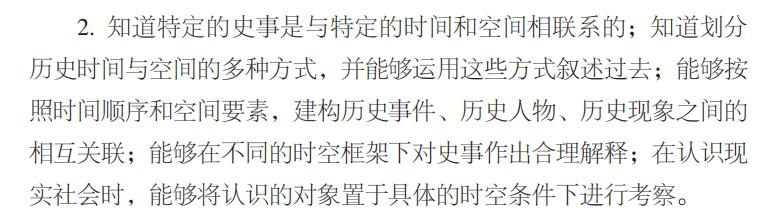 2. 知道特定的史事是与特定的时间和空间相联系的；知道划分
历史时间与空间的多种方式，并能够运用这些方式叙述过去；能够按
照时间顺序和空间要素，建构历史事件、历史人物、历史现象之间的
相互关联；能够在不同的时空框架下对史事作出合理解释；在认识现
实社会时，能够将认识的对象置于具体的时空条件下进行考察。